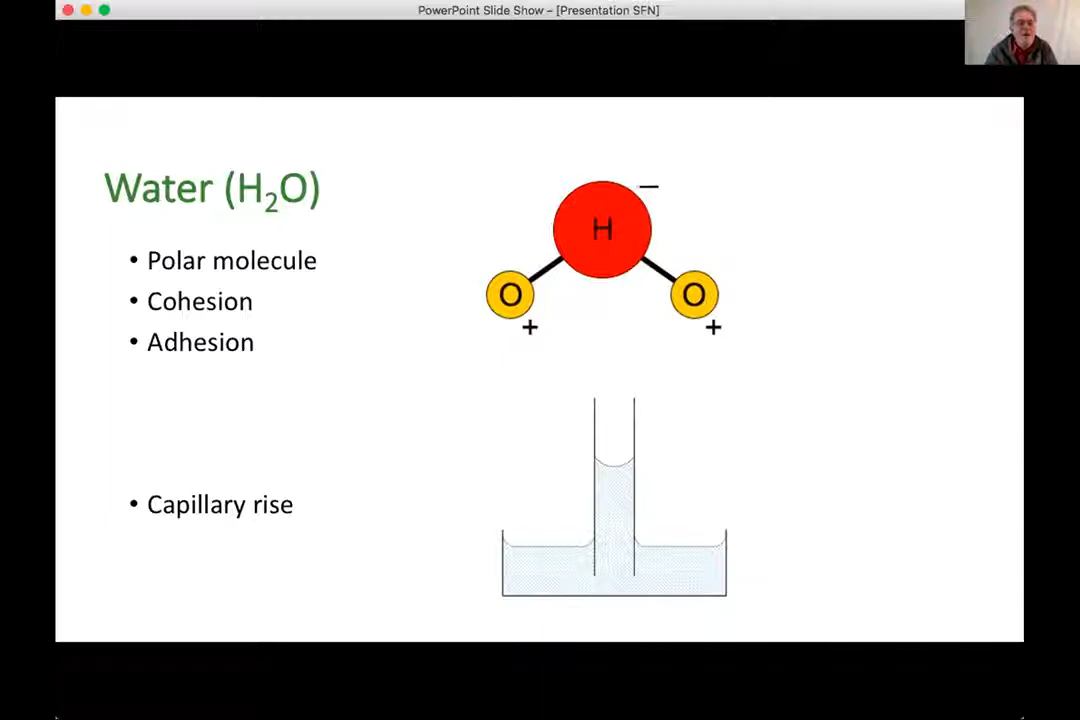 PowerPoint Slide Show – [Presentation SFN]
Water (H₂O)
• Polar molecule
• Cohesion
• Adhesion
• Capillary rise
H
−
O
O
+
+